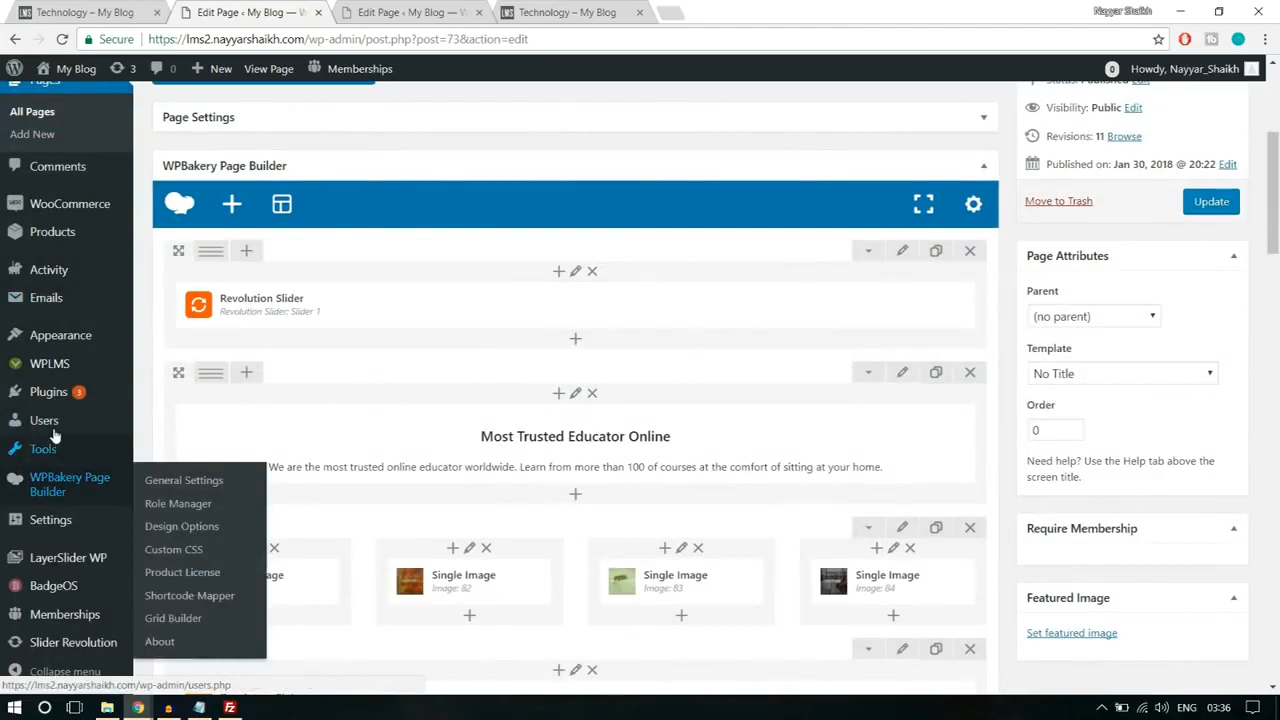 Technology – My Blog
Edit Page ‹ My Blog —
Edit Page ‹ My Blog —
Technology – My Blog
Nayyar Shaikh
Secure
https://lms2.nayyarshaikh.com/wp-admin/post.php?post=73&action=edit
My Blog
3
0
New
View Page
Memberships
0
Howdy, Nayyar_Shaikh
Pages
All Pages
Add New
Comments
WooCommerce
Products
Activity
Emails
Appearance
WPLMS
Plugins 3
Users
Tools
WPBakery Page
Builder
Settings
LayerSlider WP
BadgeOS
Memberships
Slider Revolution
Collapse menu
General Settings
Role Manager
Design Options
Custom CSS
Product License
Shortcode Mapper
Grid Builder
About
https://lms2.nayyarshaikh.com/wp-admin/users.php
Page Settings
WPBakery Page Builder
Revolution Slider
Revolution Slider: Slider 1
Most Trusted Educator Online
We are the most trusted online educator worldwide. Learn from more than 100 of courses at the comfort of sitting at your home.
Single Image
Image: 82
Single Image
Image: 83
Single Image
Image: 84
Status: Published Edit
Visibility: Public Edit
Revisions: 11 Browse
Published on: Jan 30, 2018 @ 20:22 Edit
Move to Trash
Update
Page Attributes
Parent
(no parent)
Template
No Title
Order
0
Need help? Use the Help tab above the
screen title.
Require Membership
Featured Image
Set featured image
ENG
03:36